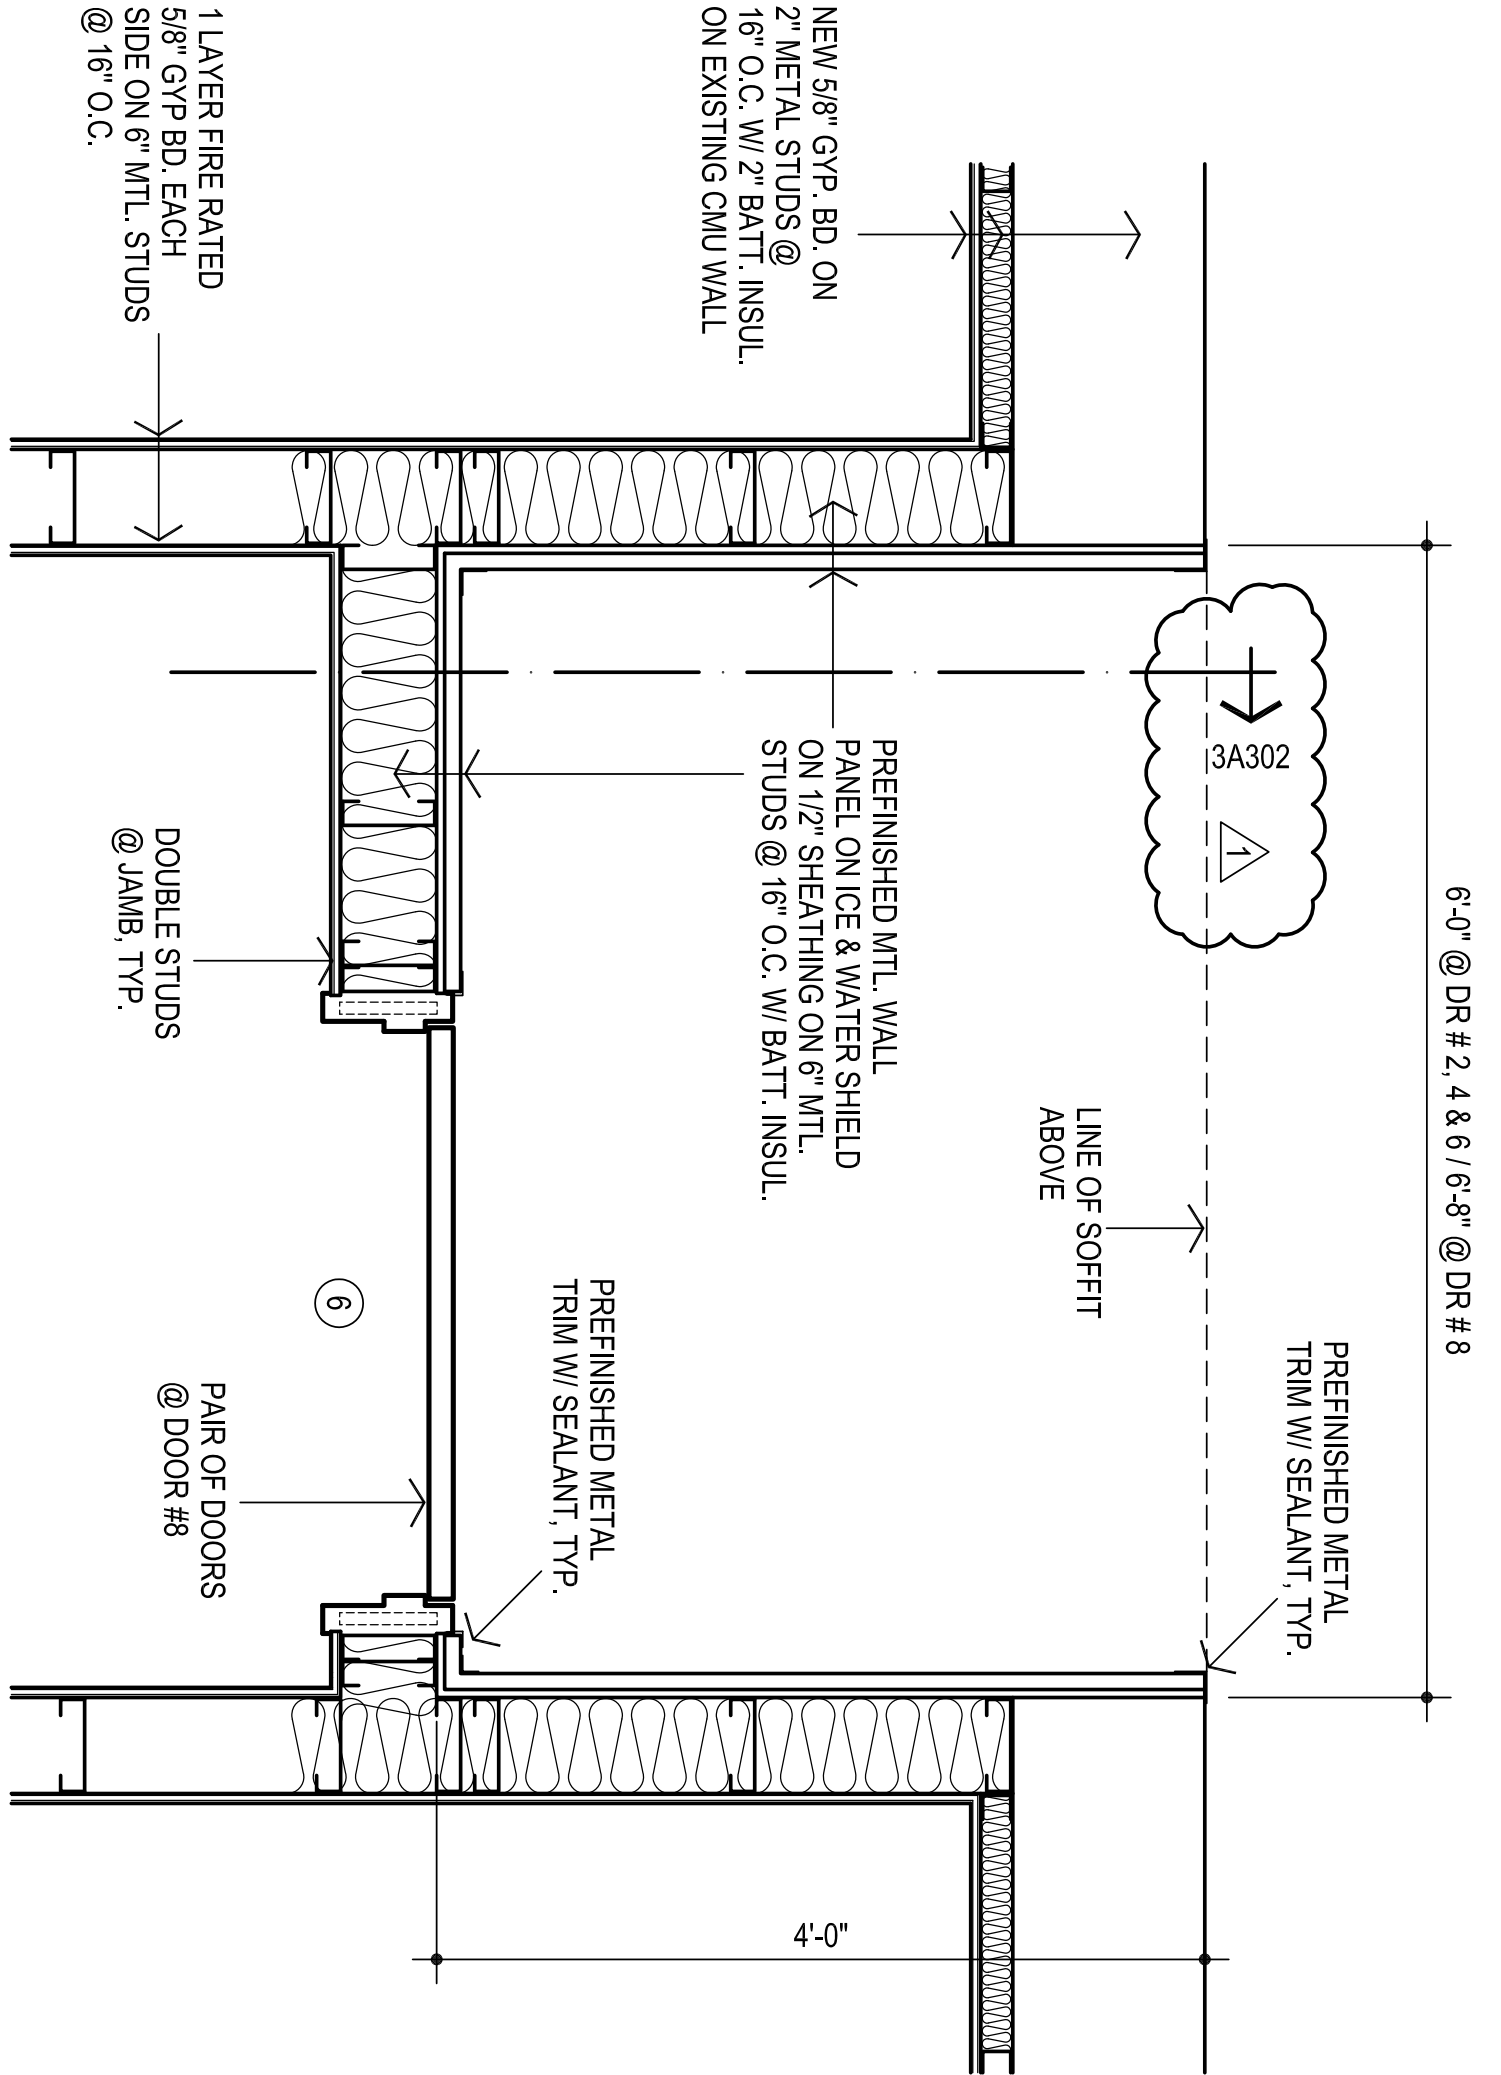 6'-0" @ DR # 2, 4 & 6 / 6'-8" @ DR # 8
3A302
1
PREFINISHED METAL
TRIM W/ SEALANT, TYP.
LINE OF SOFFIT
ABOVE
NEW 5/8" GYP. BD. ON
2" METAL STUDS @
16" O.C. W/ 2" BATT. INSUL.
ON EXISTING CMU WALL
PREFINISHED MTL. WALL
PANEL ON ICE & WATER SHIELD
ON 1/2" SHEATHING ON 6" MTL.
STUDS @ 16" O.C. W/ BATT. INSUL.
4'-0"
PREFINISHED METAL
TRIM W/ SEALANT, TYP.
6
1 LAYER FIRE RATED
5/8" GYP BD. EACH
SIDE ON 6" MTL. STUDS
@ 16" O.C.
DOUBLE STUDS
@ JAMB, TYP.
PAIR OF DOORS
@ DOOR #8